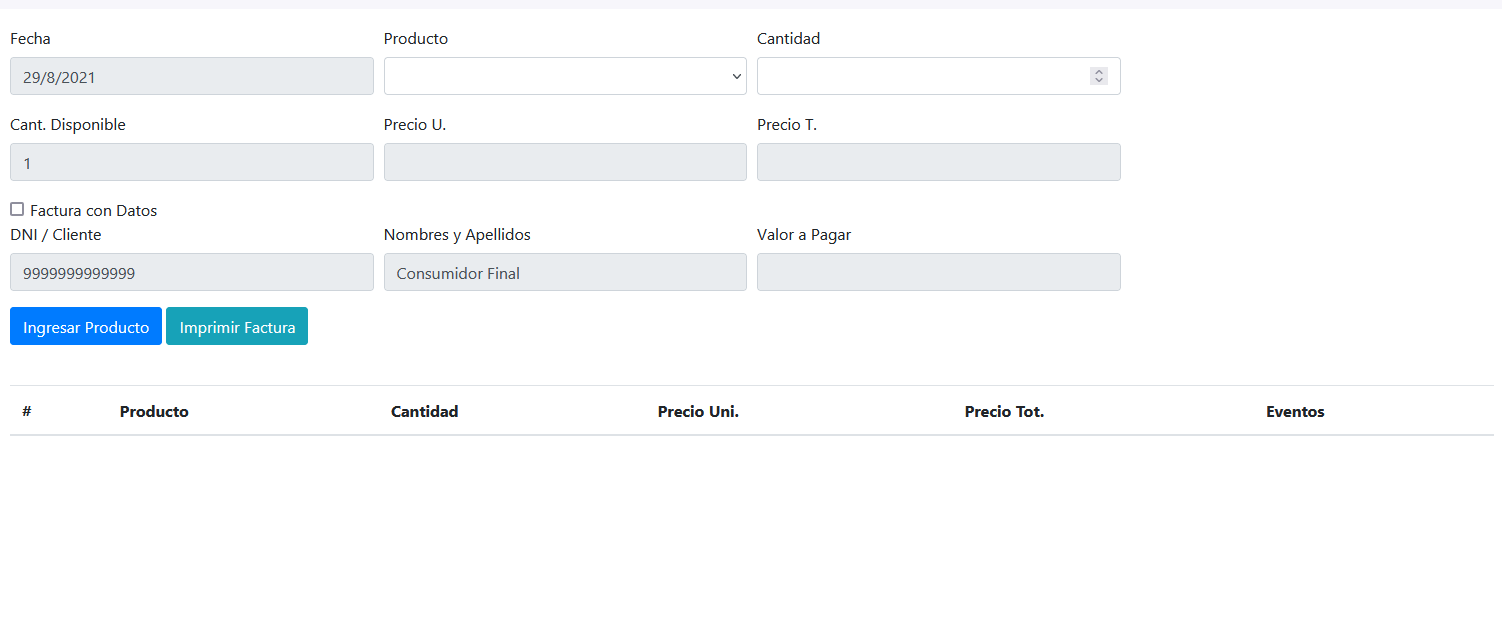 Fecha Producto Cantidad
29/8/2021
Cant. Disponible Precio U. Precio T.
1
Factura con Datos
DNI / Cliente Nombres y Apellidos Valor a Pagar
9999999999999 Consumidor Final
Ingresar Producto Imprimir Factura
# Producto Cantidad Precio Uni. Precio Tot. Eventos